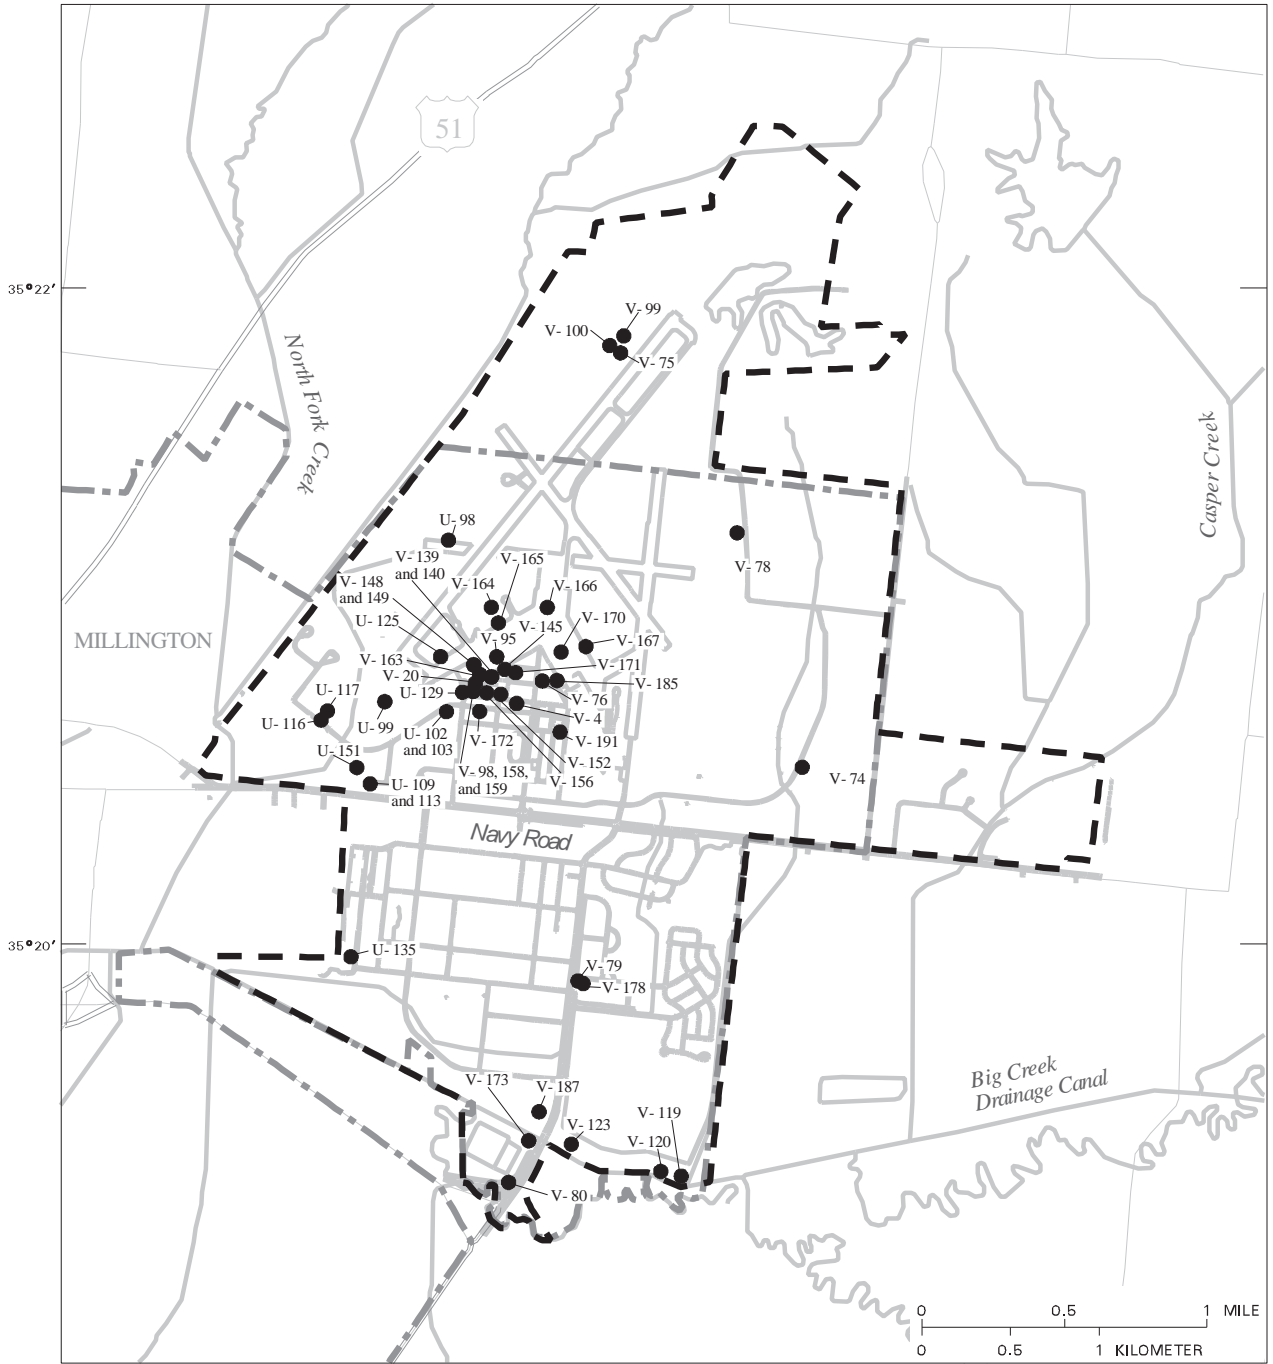 51
35°22'
North Fork Creek
V-99
V-100
V-75
Casper Creek
U-98
V-139
and 140
V-165
V-78
V-148
and 149
V-164
V-166
U-125
V-170
V-145
V-95
V-167
MILLINGTON
V-163
V-171
V-20
V-185
U-117
U-129
V-76
U-116
V-4
U-99
U-102
and 103
V-172
V-191
U-151
V-152
V-98, 158,
and 159
V-156
V-74
U-109
and 113
Navy Road
35°20'
U-135
V-79
V-178
V-173
V-187
Big Creek
Drainage Canal
V-119
V-123
V-120
V-80
0 0.5 1 MILE
0 0.5 1 KILOMETER